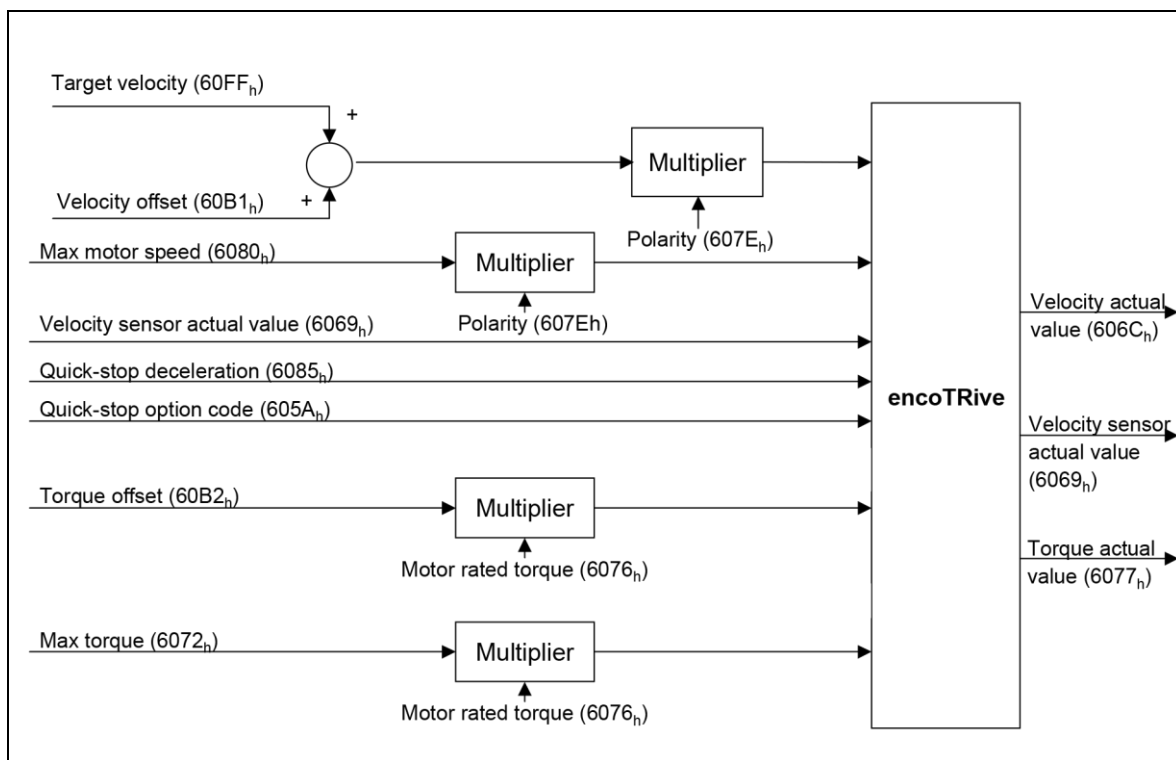 Target velocity (60FFₕ)
+
Multiplier
Velocity offset (60B1ₕ)
+
Polarity (607Eₕ)
Max motor speed (6080ₕ)
Multiplier
Velocity sensor actual value (6069ₕ)
Polarity (607Eh)
Quick-stop deceleration (6085ₕ)
Quick-stop option code (605Aₕ)
encoTRive
Velocity actual
value (606Cₕ)
Velocity sensor
actual value
(6069ₕ)
Torque actual
value (6077ₕ)
Torque offset (60B2ₕ)
Multiplier
Motor rated torque (6076ₕ)
Max torque (6072ₕ)
Multiplier
Motor rated torque (6076ₕ)